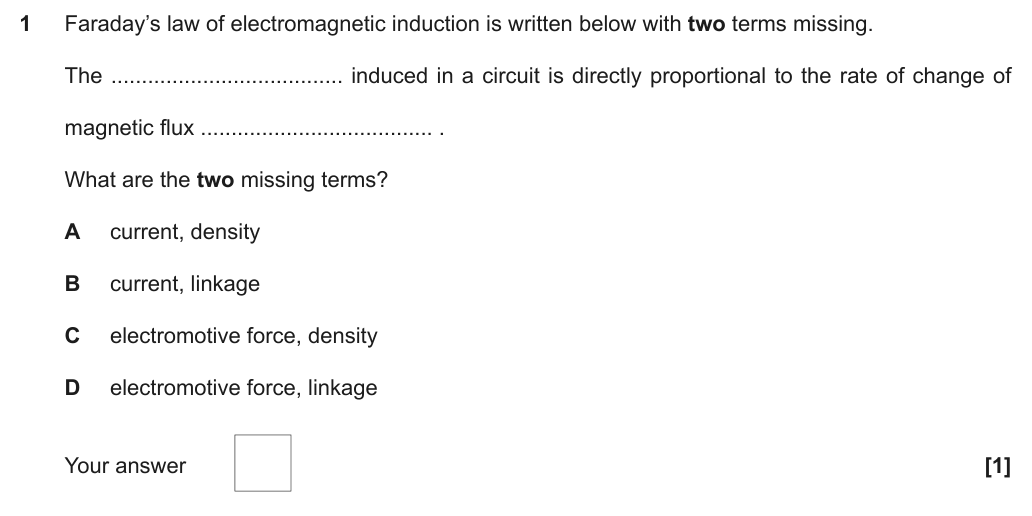 1 Faraday's law of electromagnetic induction is written below with two terms missing.
The ...................................... induced in a circuit is directly proportional to the rate of change of
magnetic flux ...................................... .
What are the two missing terms?
A current, density
B current, linkage
C electromotive force, density
D electromotive force, linkage
Your answer [1]